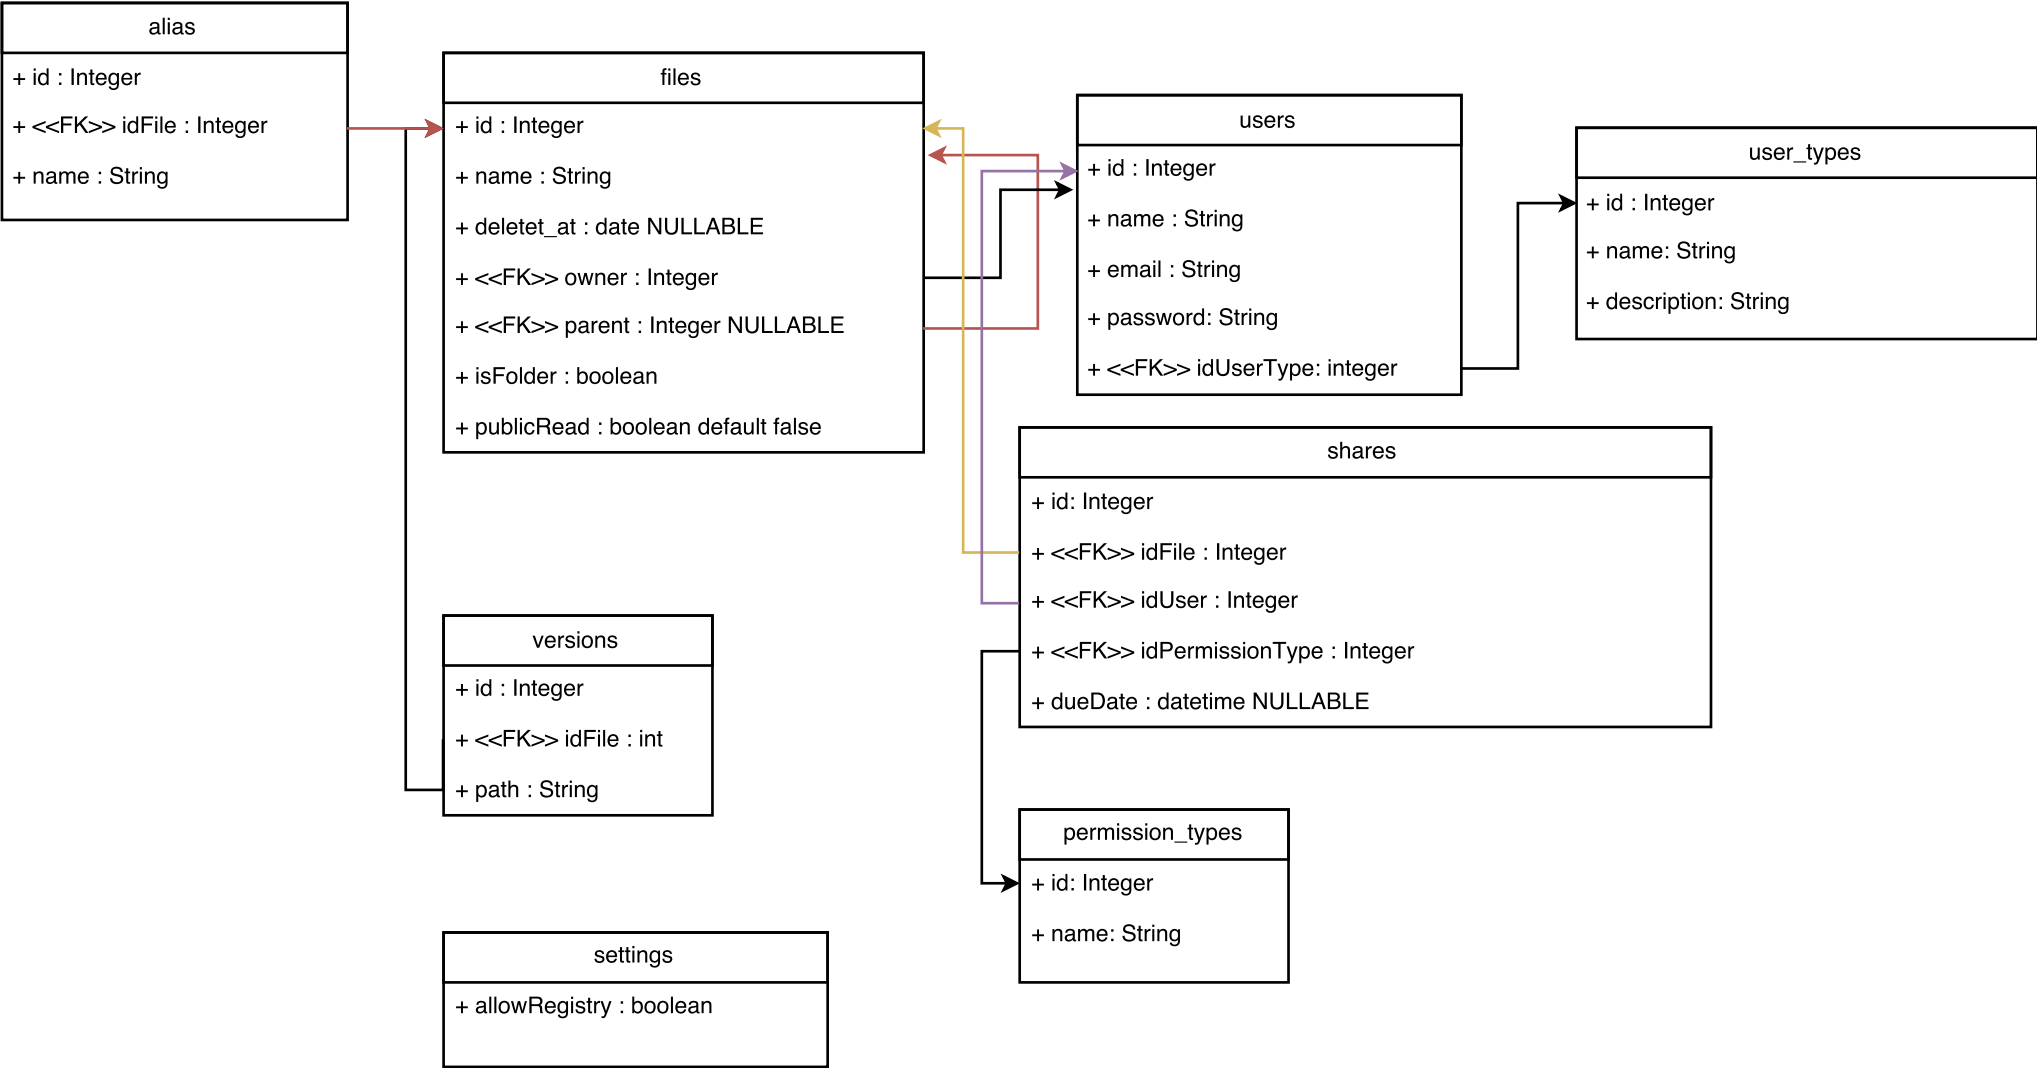 alias
+ id : Integer
+ <<FK>> idFile : Integer
+ name : String
files
+ id : Integer
+ name : String
+ deletet_at : date NULLABLE
+ <<FK>> owner : Integer
+ <<FK>> parent : Integer NULLABLE
+ isFolder : boolean
+ publicRead : boolean default false
users
+ id : Integer
+ name : String
+ email : String
+ password: String
+ <<FK>> idUserType: integer
user_types
+ id : Integer
+ name: String
+ description: String
shares
+ id: Integer
+ <<FK>> idFile : Integer
+ <<FK>> idUser : Integer
+ <<FK>> idPermissionType : Integer
+ dueDate : datetime NULLABLE
versions
+ id : Integer
+ <<FK>> idFile : int
+ path : String
permission_types
+ id: Integer
+ name: String
settings
+ allowRegistry : boolean